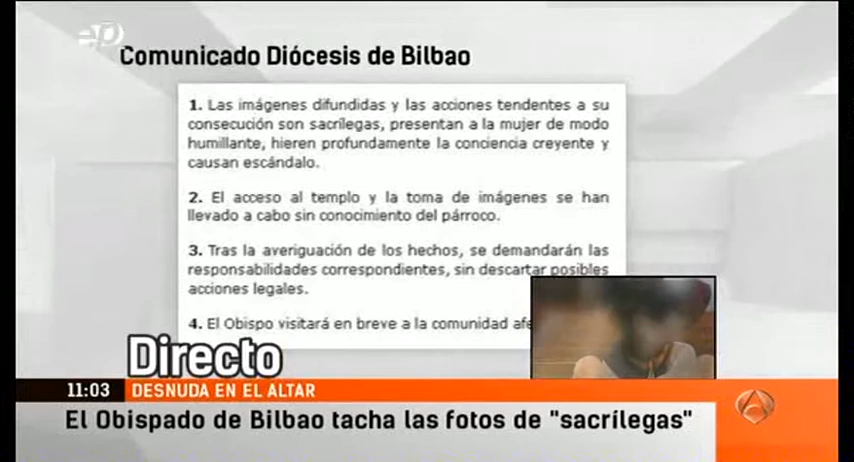 ep
Comunicado Diócesis de Bilbao
1. Las imágenes difundidas y las acciones tendentes a su
consecución son sacrílegas, presentan a la mujer de modo
humillante, hieren profundamente la conciencia creyente y
causan escándalo.
2. El acceso al templo y la toma de imágenes se han
llevado a cabo sin conocimiento del párroco.
3. Tras la averiguación de los hechos, se demandarán las
responsabilidades correspondientes, sin descartar posibles
acciones legales.
4. El Obispo visitará en breve a la comunidad afe
Directo
11:03 DESNUDA EN EL ALTAR
El Obispado de Bilbao tacha las fotos de "sacrílegas"